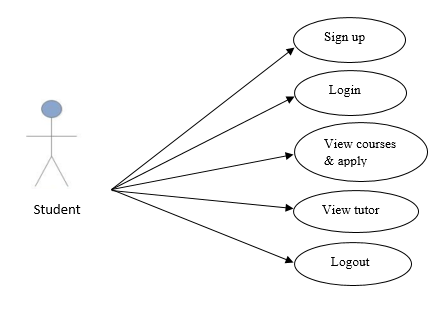 Sign up
Login
View courses
& apply
Student
View tutor
Logout